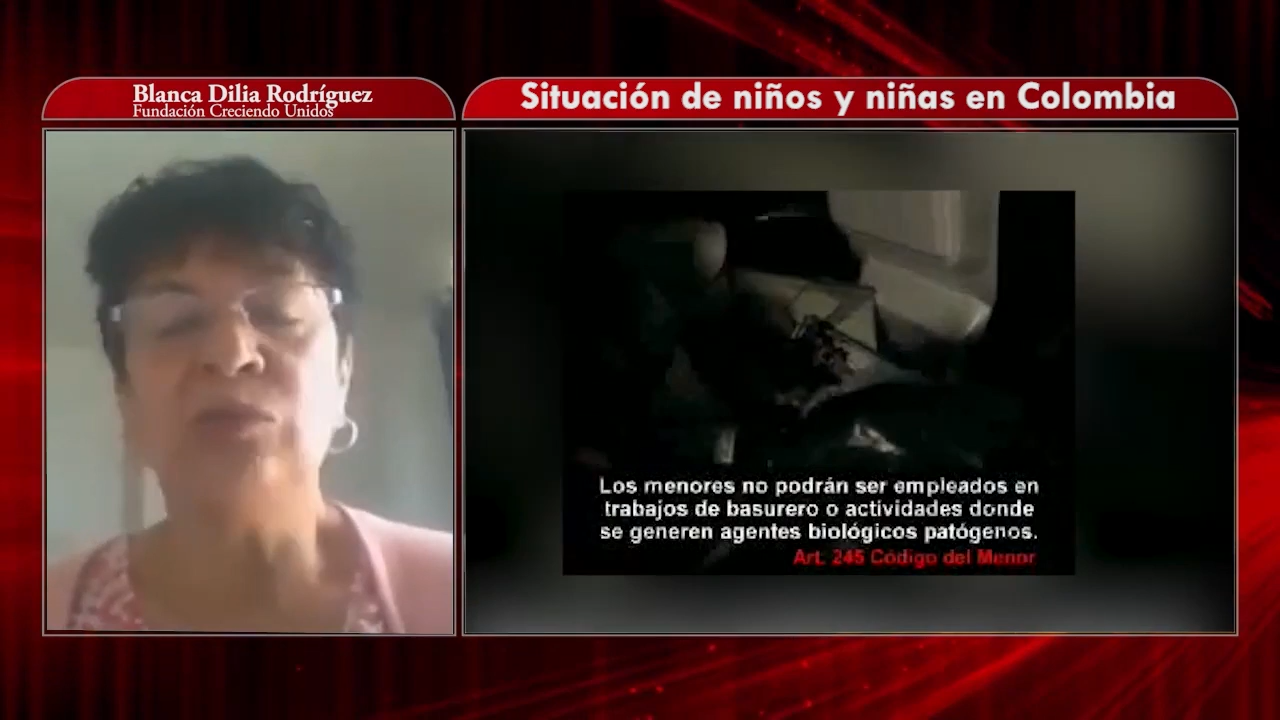 Blanca Dilia Rodríguez
Fundación Creciendo Unidos
Situación de niños y niñas en Colombia
Los menores no podrán ser empleados en
trabajos de basurero o actividades donde
se generen agentes biológicos patógenos.
Art. 245 Código del Menor